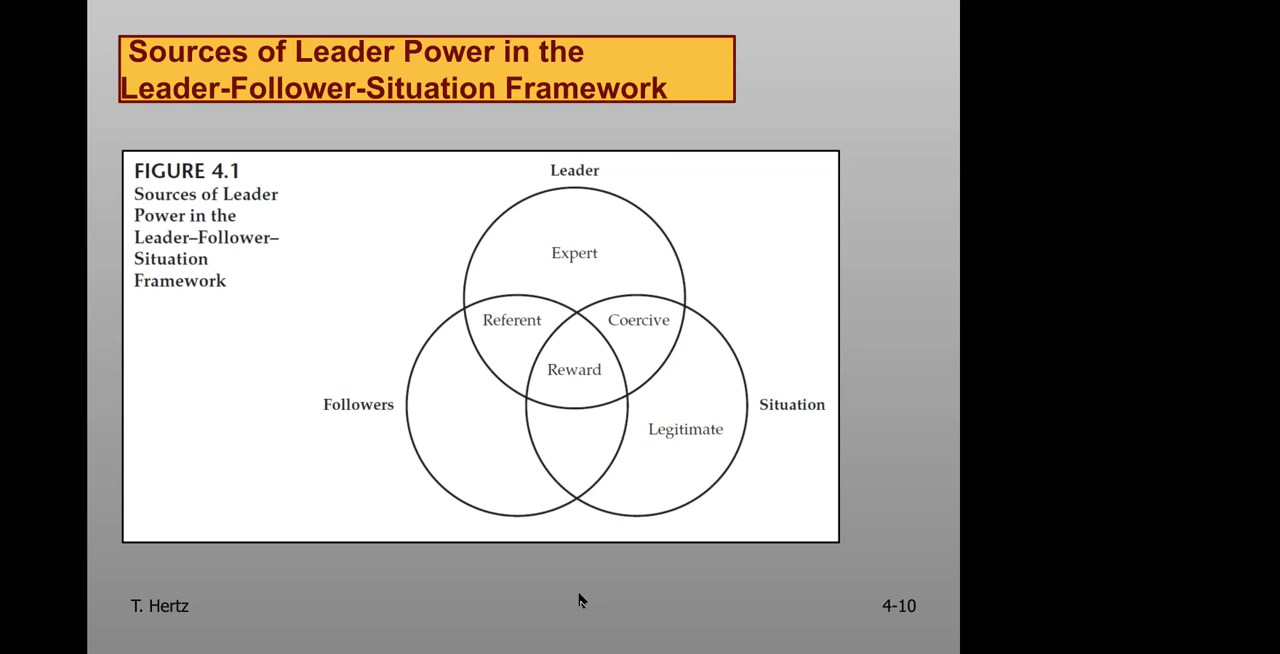 Sources of Leader Power in the
Leader-Follower-Situation Framework
FIGURE 4.1
Sources of Leader
Power in the
Leader–Follower–
Situation
Framework
Leader
Expert
Referent
Coercive
Reward
Followers
Situation
Legitimate
T. Hertz
4-10